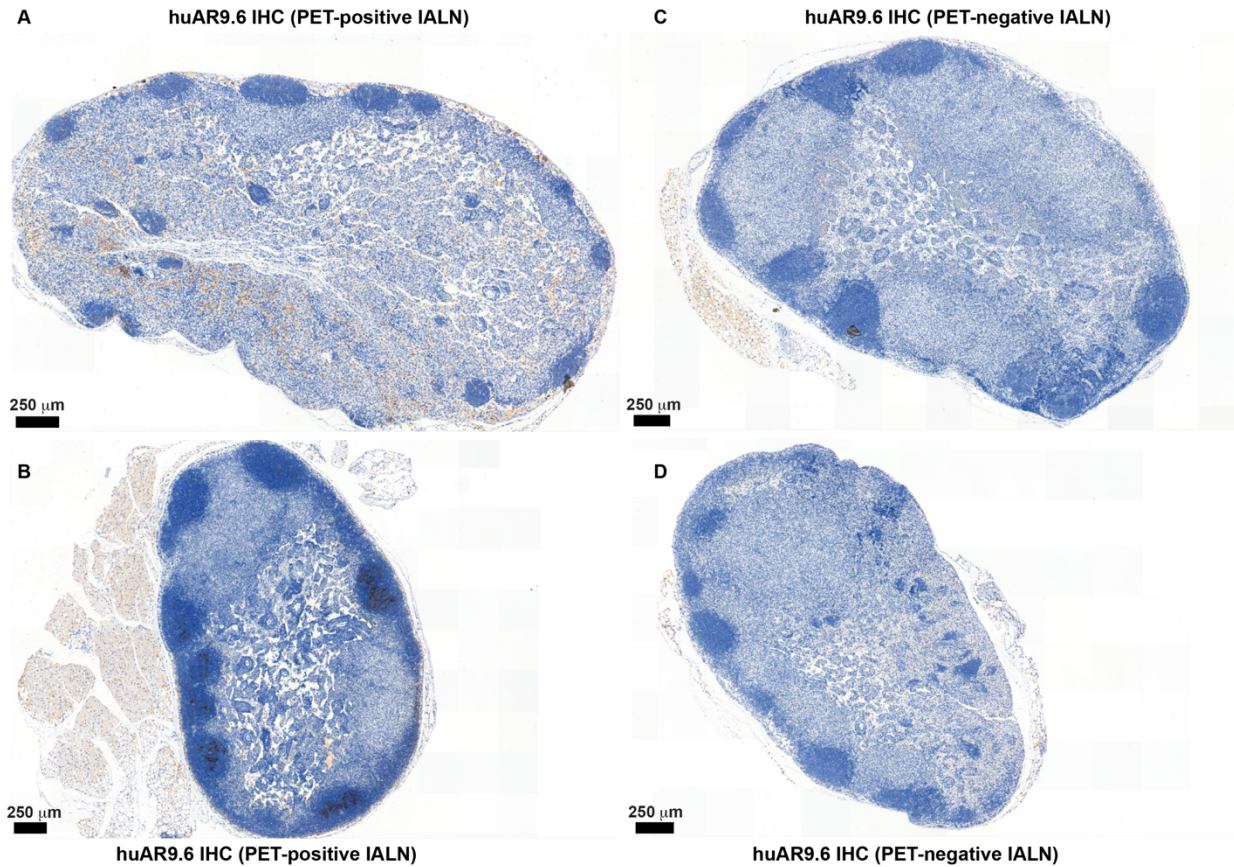 A
huAR9.6 IHC (PET-positive IALN)
C
huAR9.6 IHC (PET-negative IALN)
250 μm
250 μm
B
D
250 μm
250 μm
huAR9.6 IHC (PET-positive IALN)
huAR9.6 IHC (PET-negative IALN)